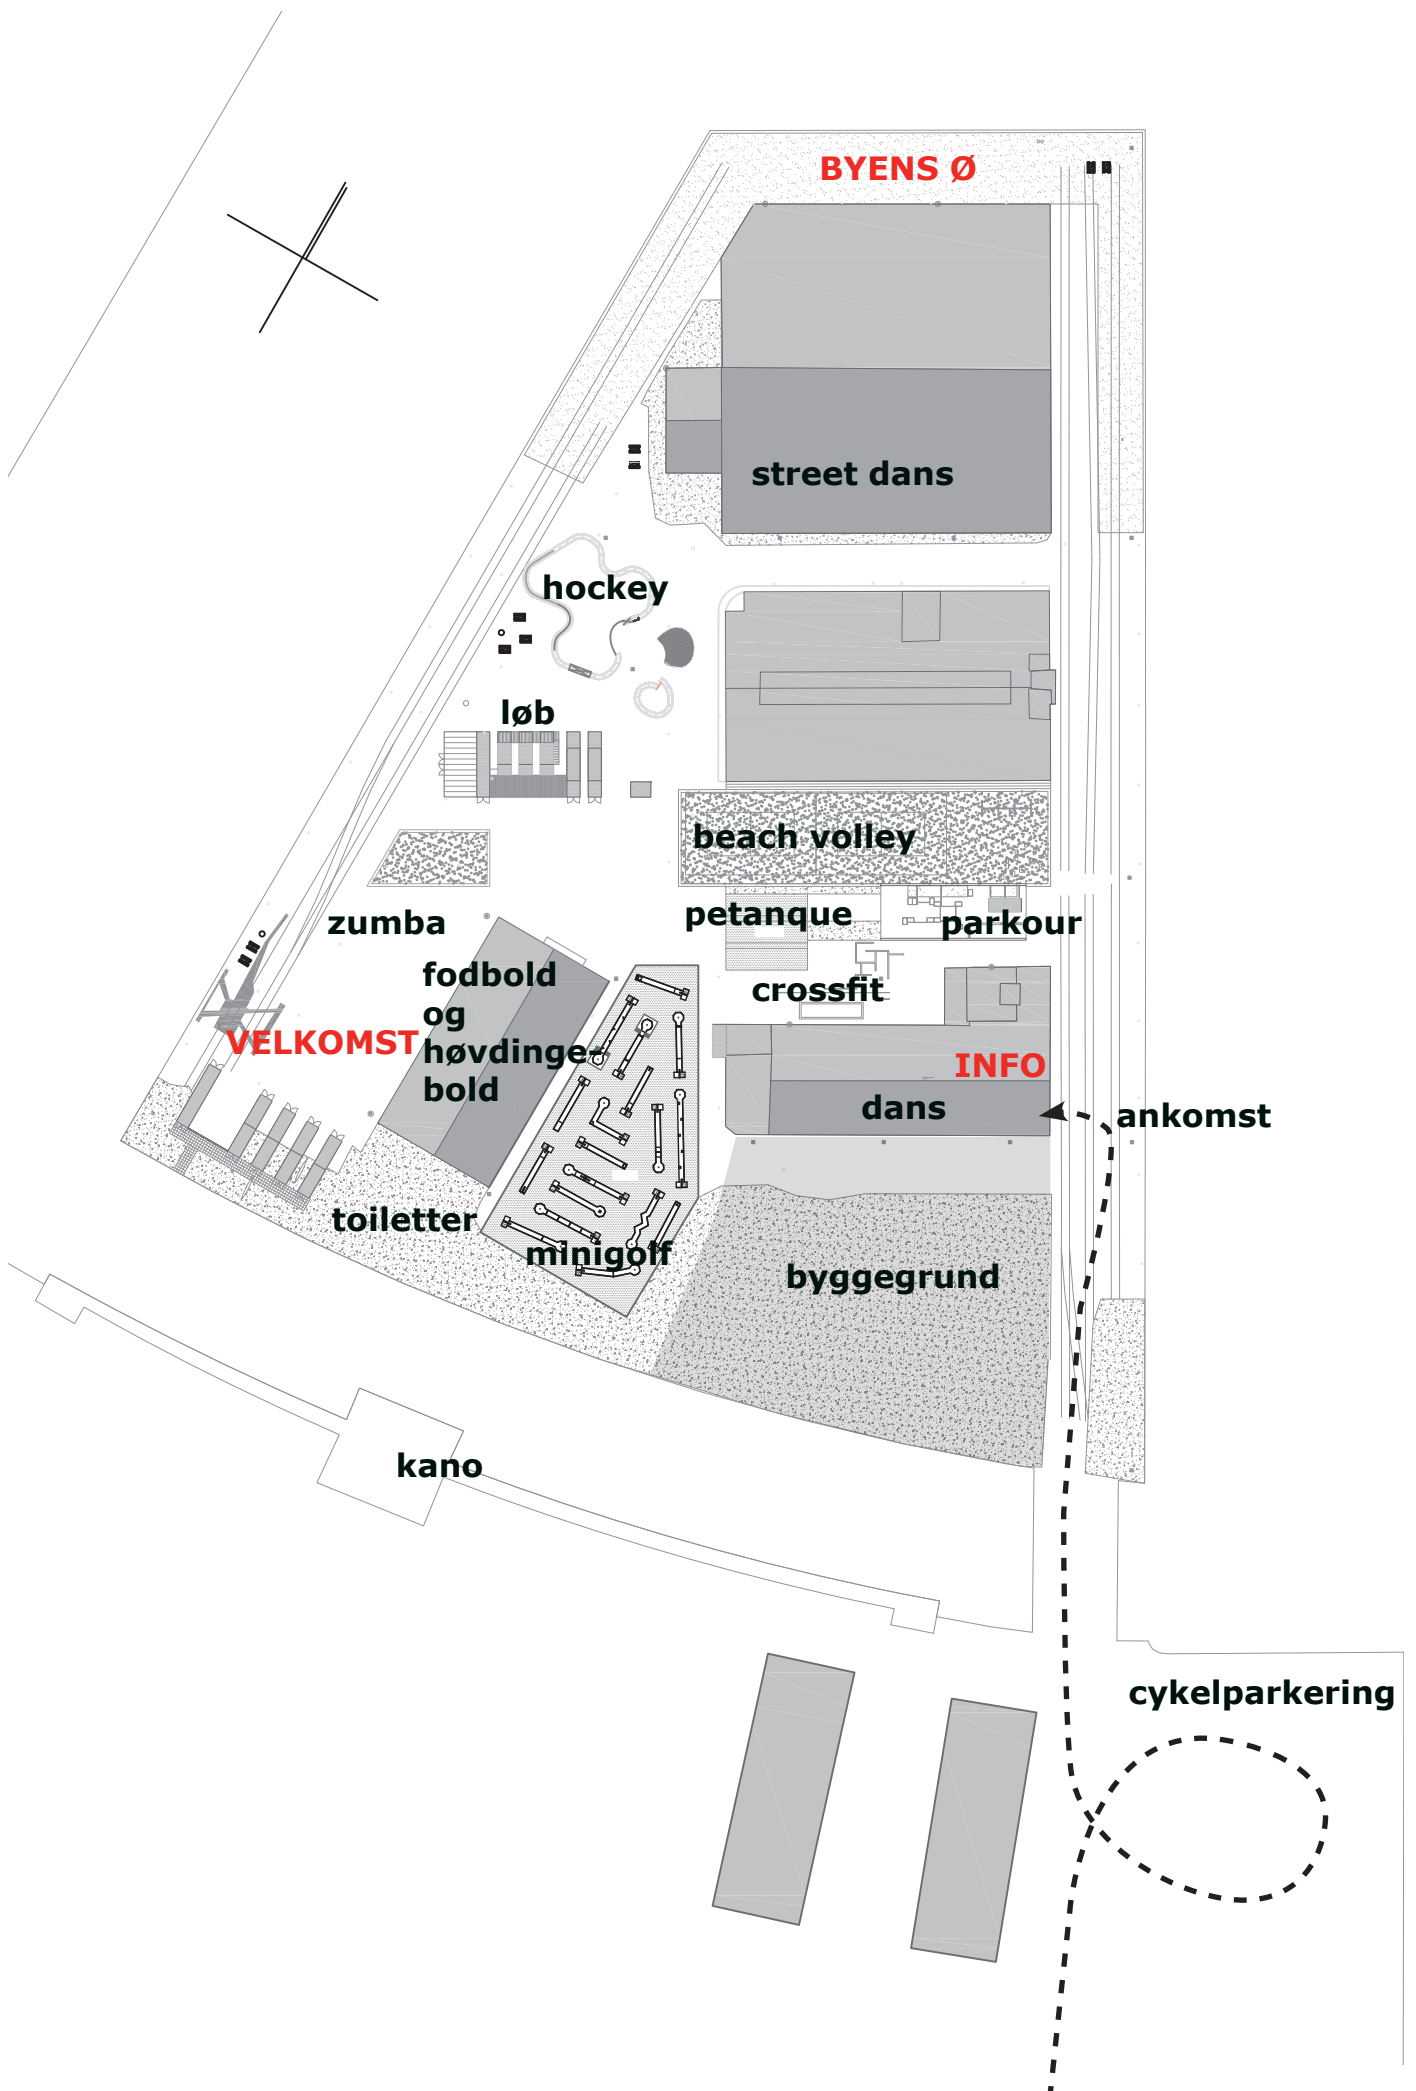 BYENS Ø
street dans
hockey
løb
beach volley
petanque
parkour
zumba
fodbold
og
høvdinge-
bold
crossfit
VELKOMST
INFO
dans
ankomst
toiletter
minigolf
byggegrund
kano
cykelparkering